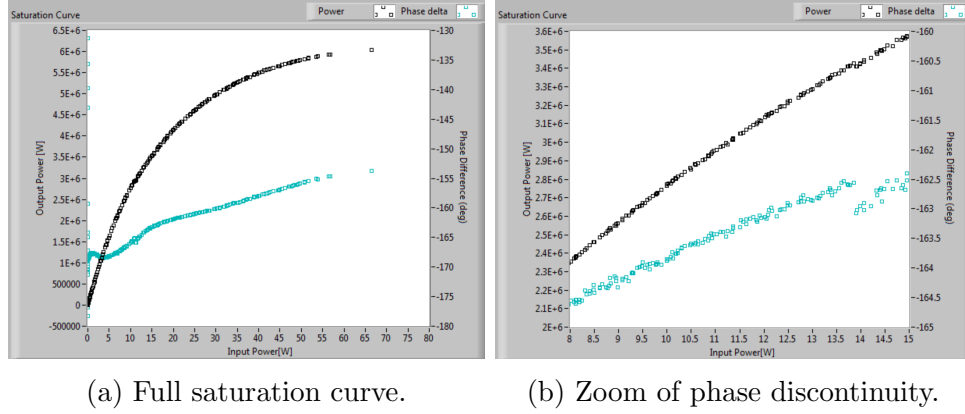 Saturation Curve Power Phase delta
6.5E+6
6E+6
5.5E+6
5E+6
4.5E+6
4E+6
3.5E+6
3E+6
2.5E+6
2E+6
1.5E+6
1E+6
500000
0
-500000
Output Power [W]
-130
-135
-140
-145
-150
-155
-160
-165
-170
-175
-180
Phase Difference (deg)
0 5 10 15 20 25 30 35 40 45 50 55 60 65 70 75 80
Input Power[W]
(a) Full saturation curve.
Saturation Curve Power Phase delta
3.6E+6
3.5E+6
3.4E+6
3.3E+6
3.2E+6
3.1E+6
3E+6
2.9E+6
2.8E+6
2.7E+6
2.6E+6
2.5E+6
2.4E+6
2.3E+6
2.2E+6
2.1E+6
2E+6
Output Power [W]
-160
-160.5
-161
-161.5
-162
-162.5
-163
-163.5
-164
-164.5
-165
Phase Difference (deg)
8 8.5 9 9.5 10 10.5 11 11.5 12 12.5 13 13.5 14 14.5 15
Input Power[W]
(b) Zoom of phase discontinuity.